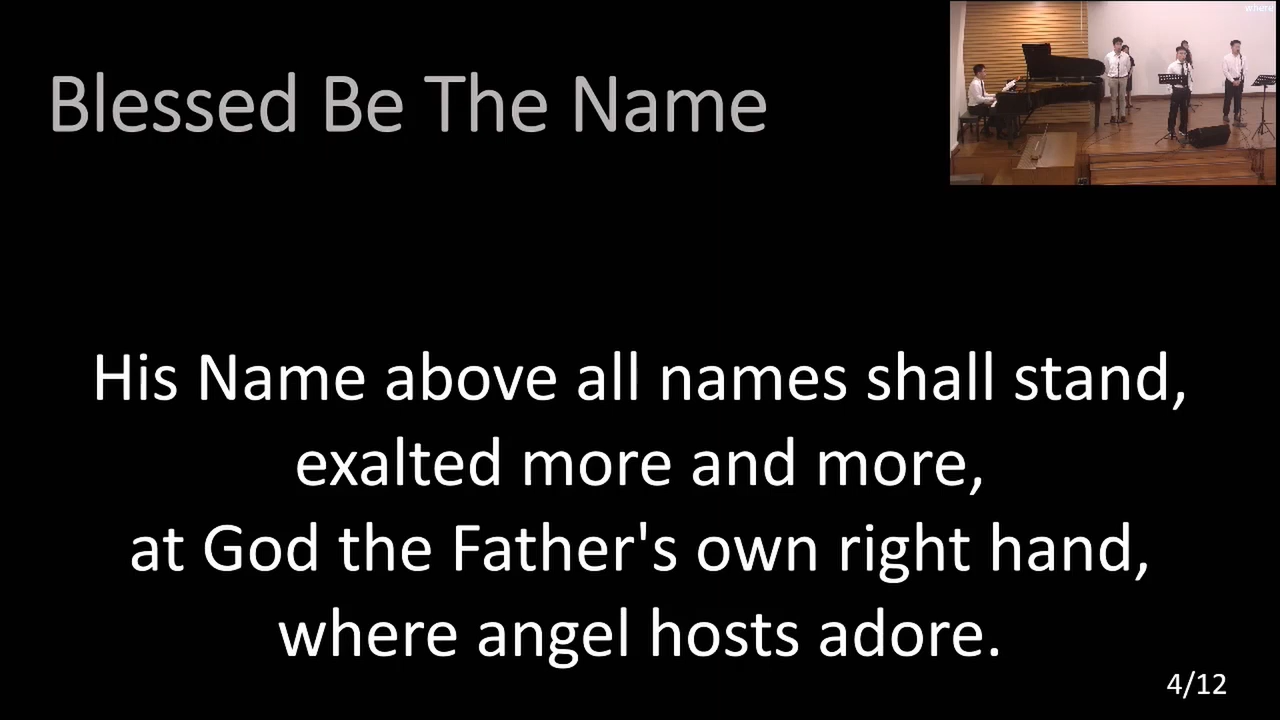 Blessed Be The Name
where
His Name above all names shall stand,
exalted more and more,
at God the Father's own right hand,
where angel hosts adore.
4/12